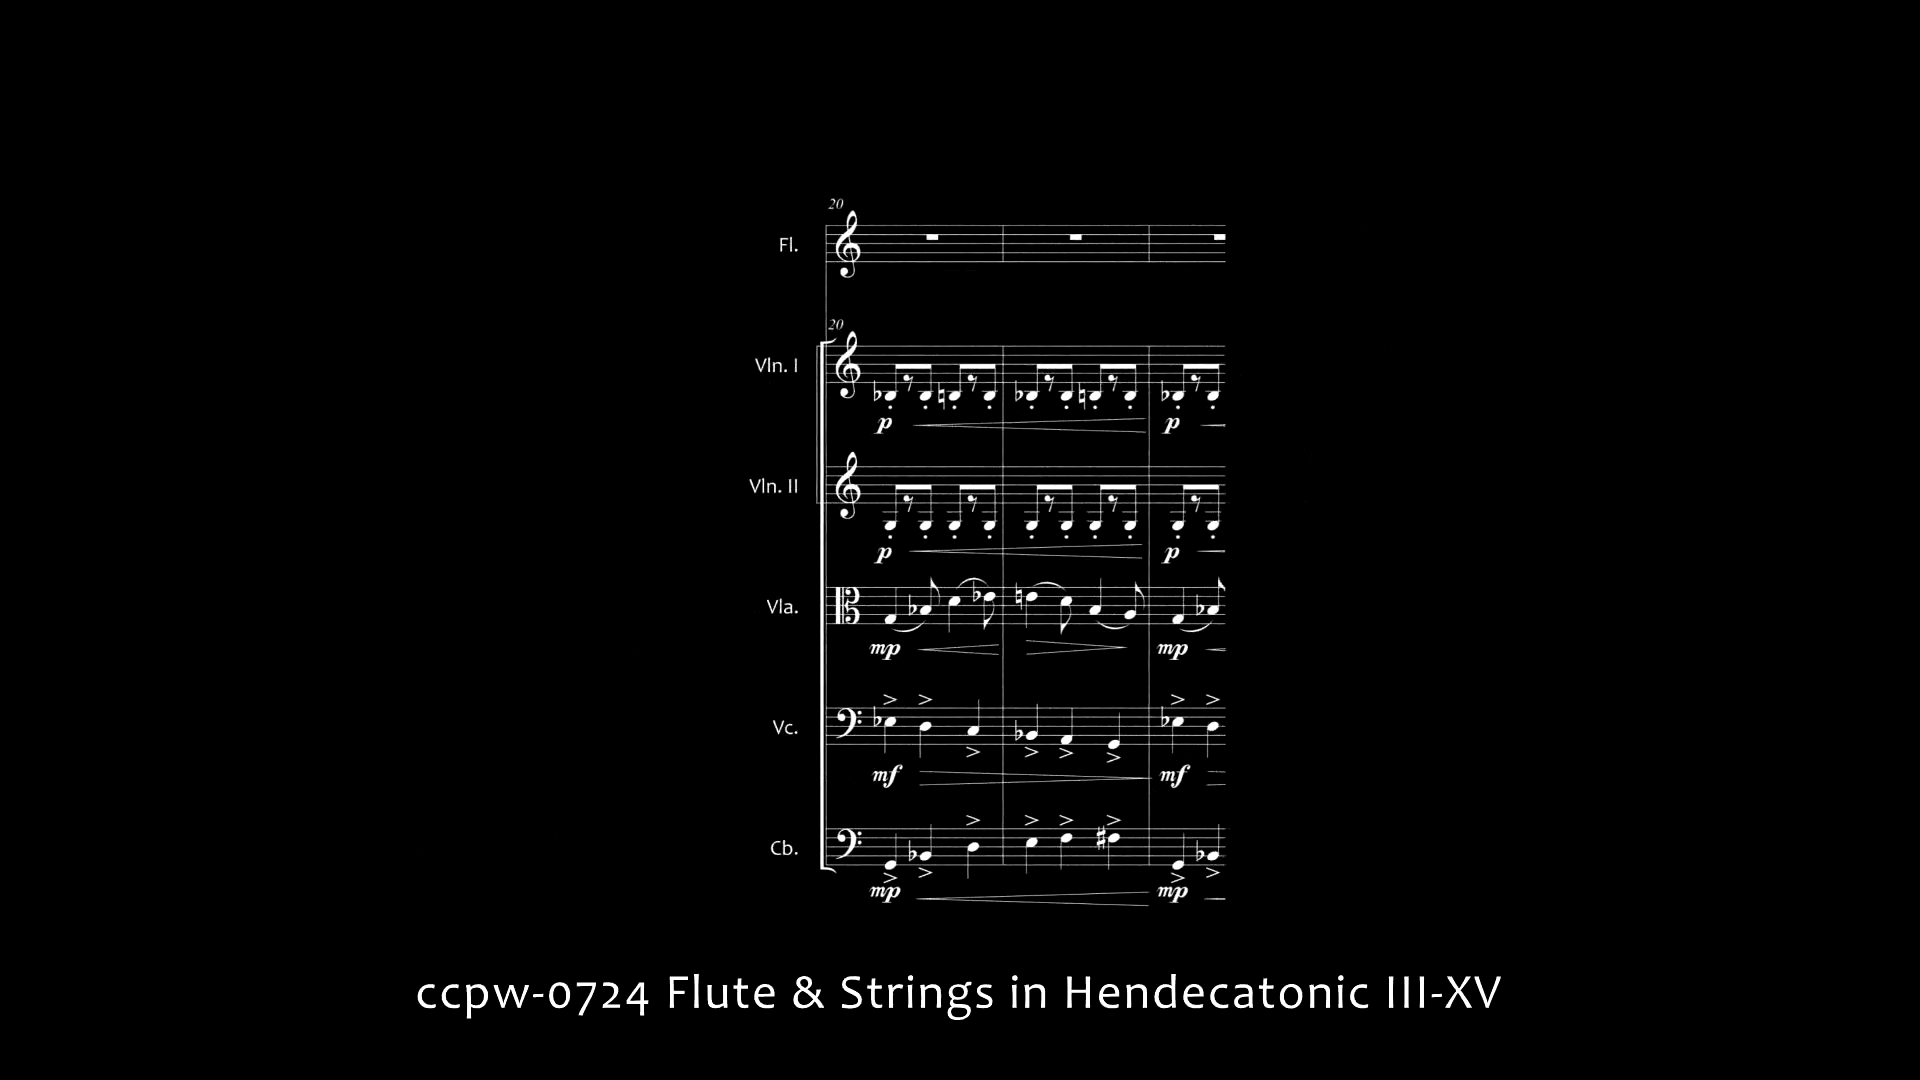 20
Fl.
20
Vln. I
p p
Vln. II
p p
Vla.
mp mp
Vc.
mf mf
Cb.
mp mp
ccpw-0724 Flute & Strings in Hendecatonic III-XV